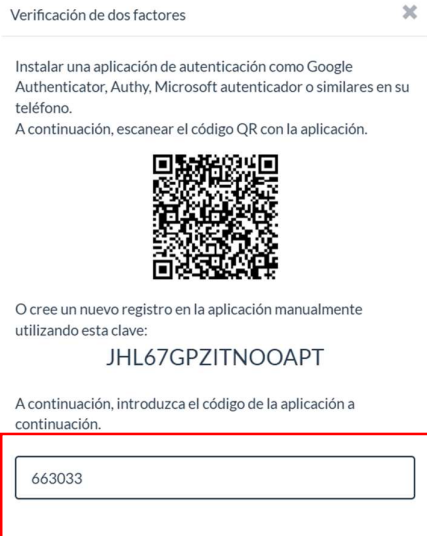 Verificación de dos factores
Instalar una aplicación de autenticación como Google
Authenticator, Authy, Microsoft autenticador o similares en su
teléfono.
A continuación, escanear el código QR con la aplicación.
O cree un nuevo registro en la aplicación manualmente
utilizando esta clave:
JHL67GPZITNOOAPT
A continuación, introduzca el código de la aplicación a
continuación.
663033